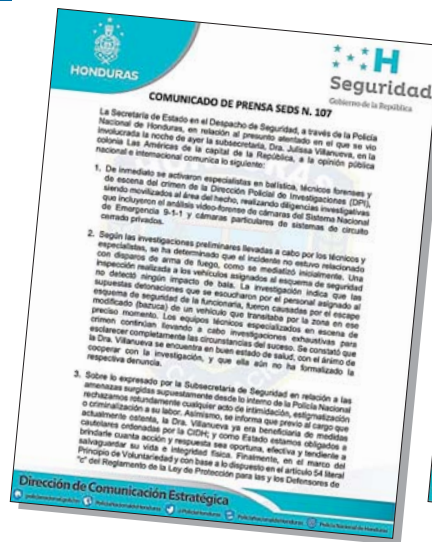 HONDURAS
H
Seguridad
Gobierno de la República
COMUNICADO DE PRENSA SEDS N. 107
La Secretaría de Estado en el Despacho de Seguridad, a través de la Policía
Nacional de Honduras, en relación al presunto atentado en el que se vio
involucrada la noche de ayer la subsecretaria, Dra. Julissa Villanueva, en la
colonia Las Américas de la capital de la República, a la opinión pública
nacional e internacional comunica lo siguiente:
1. De inmediato se activaron especialistas en balística, técnicos forenses y
de escena del crimen de la Dirección Policial de Investigaciones (DPI),
siendo movilizados al área del hecho, realizando diligencias investigativas
que incluyeron el análisis video-forense de cámaras del Sistema Nacional
de Emergencia 9-1-1 y cámaras particulares de sistemas de circuito
cerrado privados.
2. Según las investigaciones preliminares llevadas a cabo por los técnicos y
especialistas, se ha determinado que el incidente no estuvo relacionado
con disparos de arma de fuego, como se mediatizó inicialmente. Una
inspección realizada a los vehículos asignados al esquema de seguridad
no detectó ningún impacto de bala. La investigación indica que las
supuestas detonaciones que se escucharon por el personal asignado al
esquema de seguridad de la funcionaria, fueron causadas por el escape
modificado (bazuca) de un vehículo que transitaba por la zona en ese
preciso momento. Los equipos técnicos especializados en escena de
crimen continúan llevando a cabo investigaciones exhaustivas para
esclarecer completamente las circunstancias del suceso. Se constató que
la Dra. Villanueva se encuentra en buen estado de salud, con el ánimo de
cooperar con la investigación, y que ella aún no ha formalizado la
respectiva denuncia.
3. Sobre lo expresado por la Subsecretaria de Seguridad en relación a las
amenazas surgidas supuestamente desde lo interno de la Policía Nacional
rechazamos rotundamente cualquier acto de intimidación, estigmatización
o criminalización a su labor. Asimismo, se informa que previo al cargo que
actualmente ostenta, la Dra. Villanueva ya era beneficiaria de medidas
cautelares ordenadas por la CIDH; y como Estado estamos obligados a
brindarle cuanta acción y respuesta sea oportuna, efectiva y tendiente a
salvaguardar su vida e integridad física. Finalmente, en el marco del
Principio de Voluntariedad y con base a lo dispuesto en el artículo 54 literal
"c" del Reglamento de la Ley de Protección para las y los Defensores de
Dirección de Comunicación Estratégica